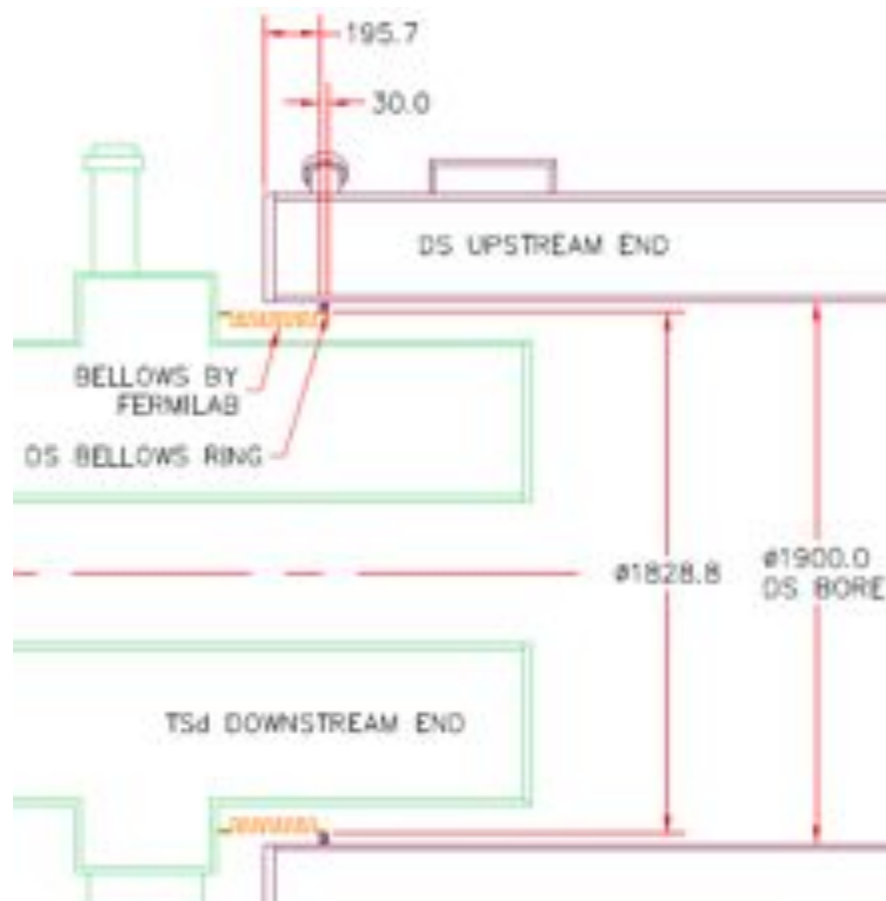 195.7
30.0
DS UPSTREAM END
BELLOWS BY
FERMILAB
DS BELLOWS RING
ø1828.8
ø1900.0
DS BORE
TSd DOWNSTREAM END